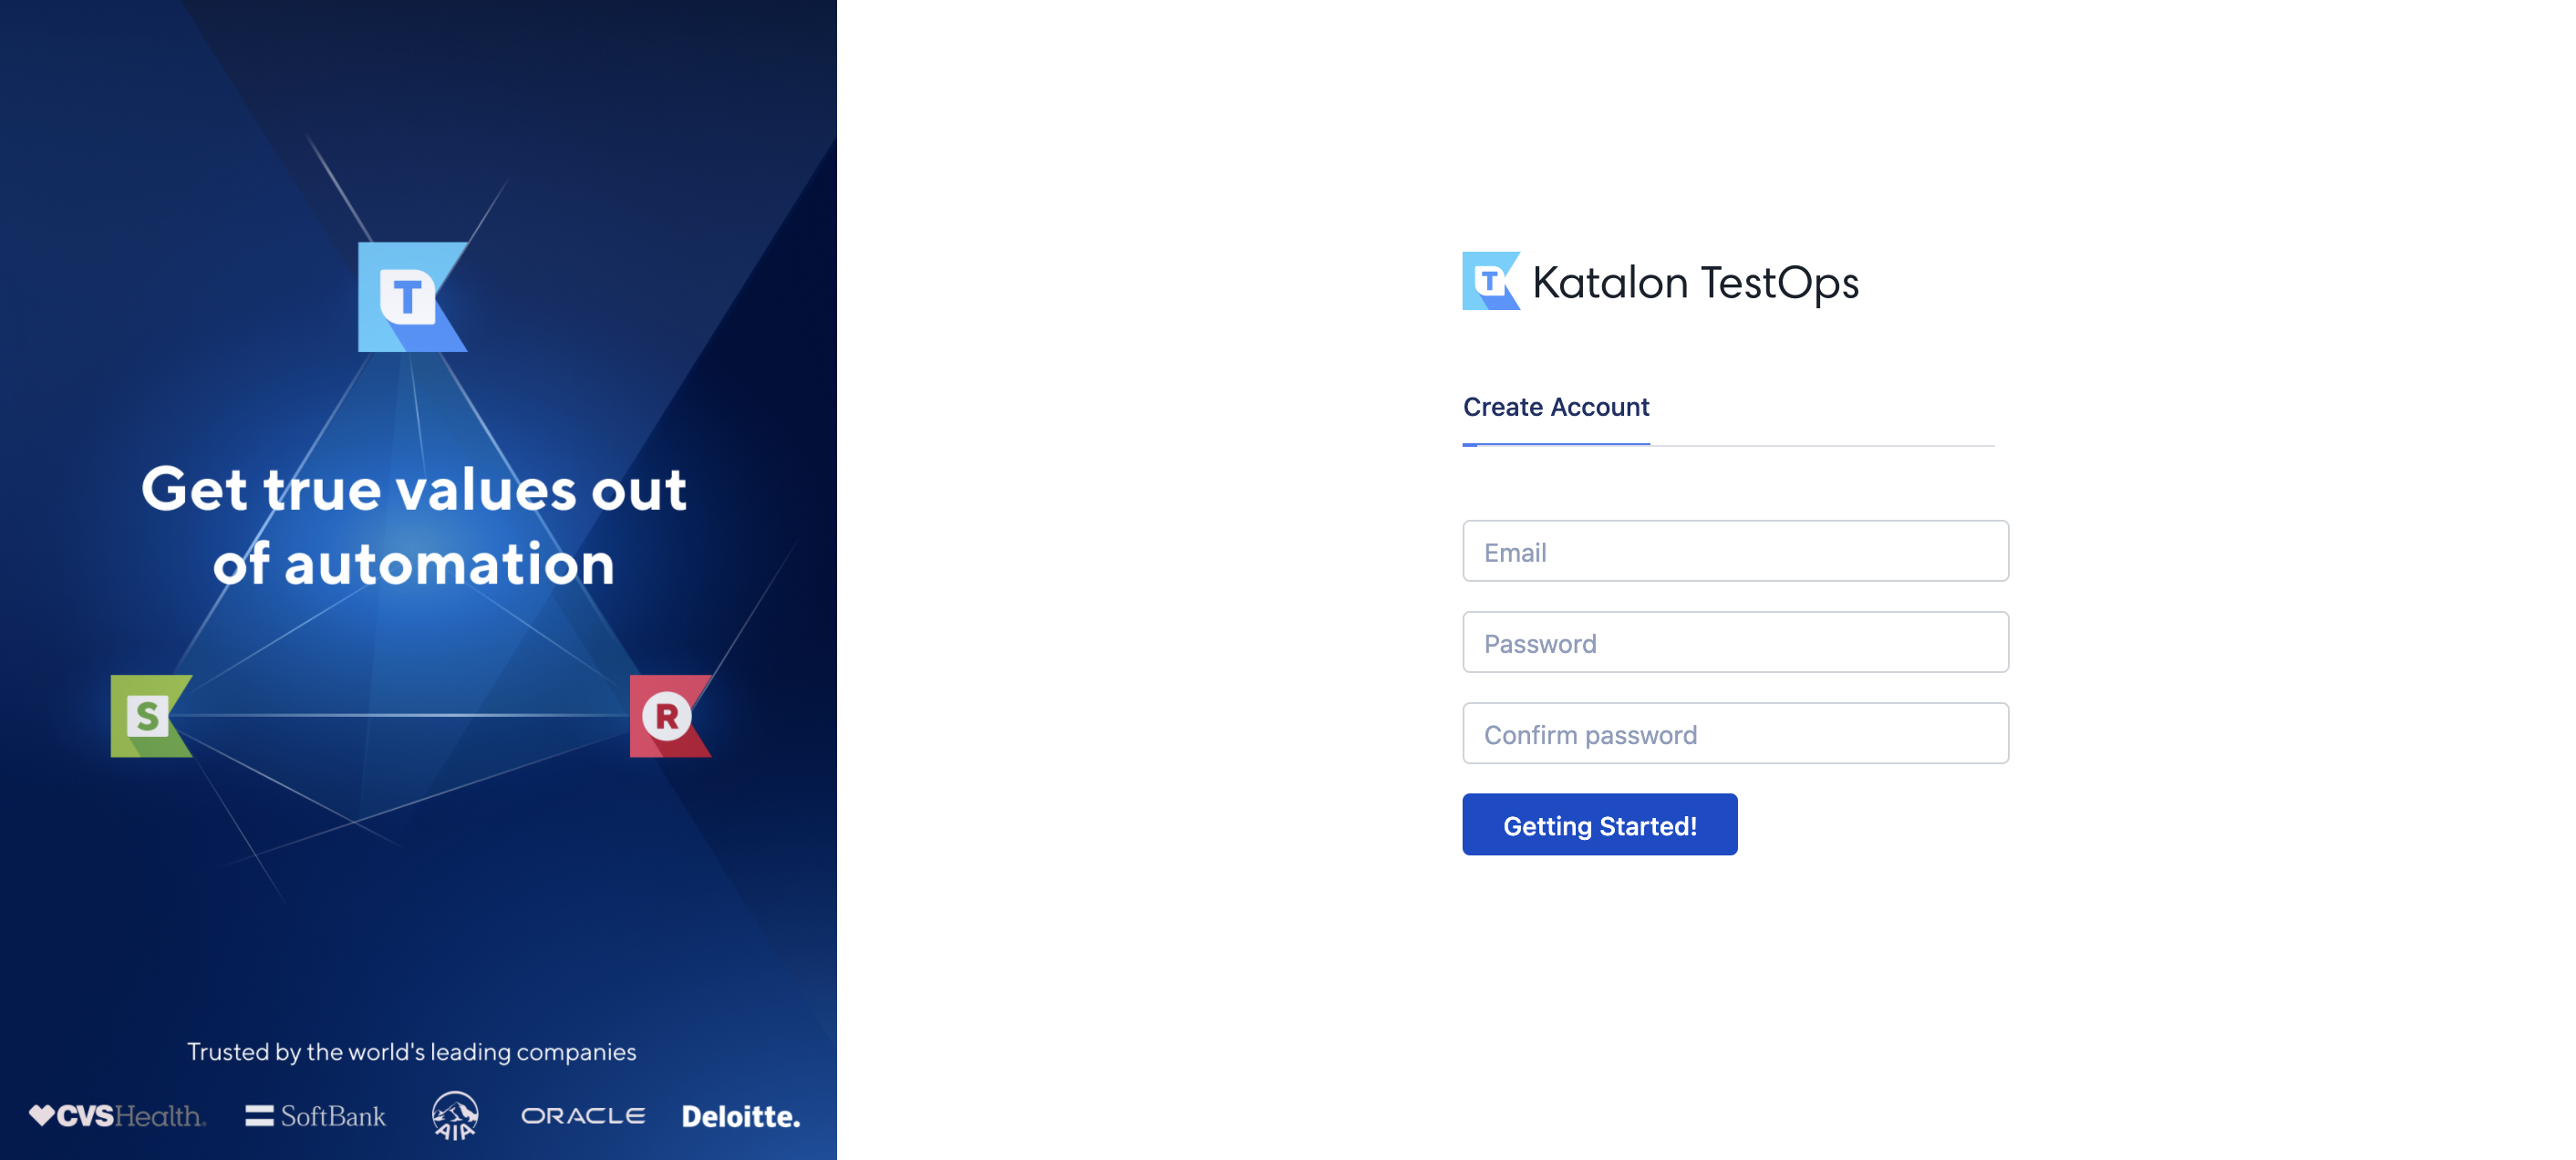 T
Get true values out
of automation
S
R
Trusted by the world's leading companies
CVSHealth.
SoftBank
AIA
ORACLE
Deloitte.
T
Katalon TestOps
Create Account
Email
Password
Confirm password
Getting Started!